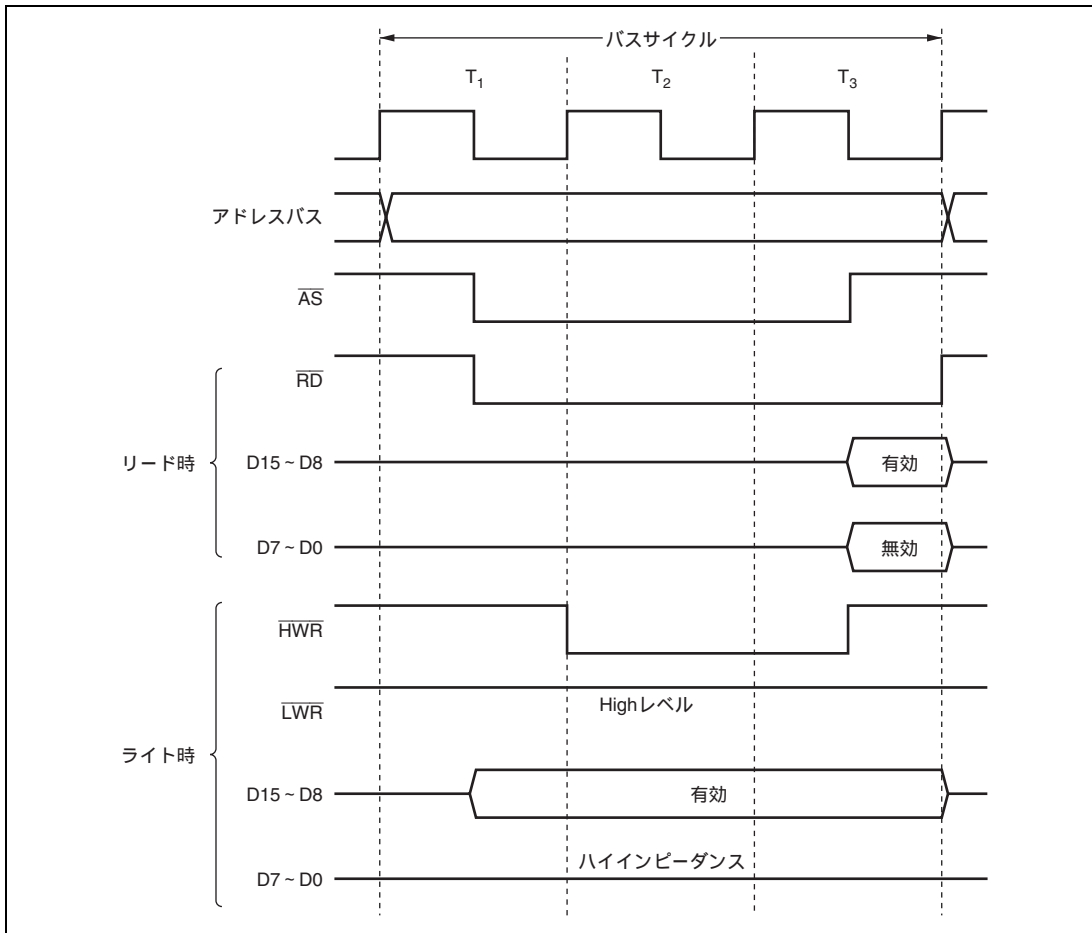 バスサイクル
T1 T2 T3
アドレスバス
AS
RD
リード時
D15 ~ D8
有効
D7 ~ D0
無効
HWR
LWR
Highレベル
ライト時
D15 ~ D8
有効
D7 ~ D0
ハイインピーダンス